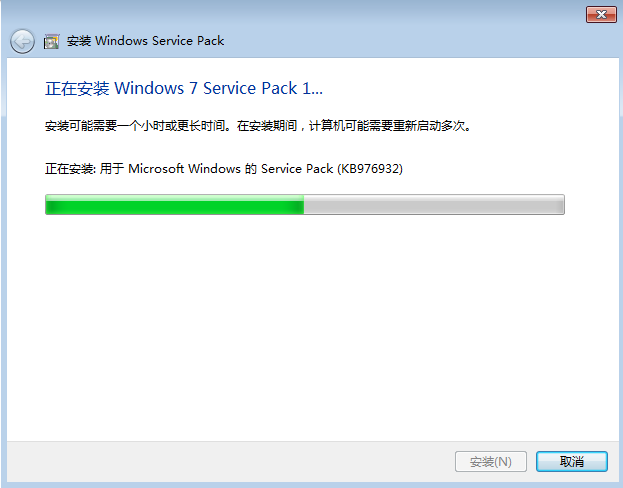 安装 Windows Service Pack
正在安装 Windows 7 Service Pack 1...
安装可能需要一个小时或更长时间。在安装期间，计算机可能需要重新启动多次。
正在安装: 用于 Microsoft Windows 的 Service Pack (KB976932)
安装(N)
取消